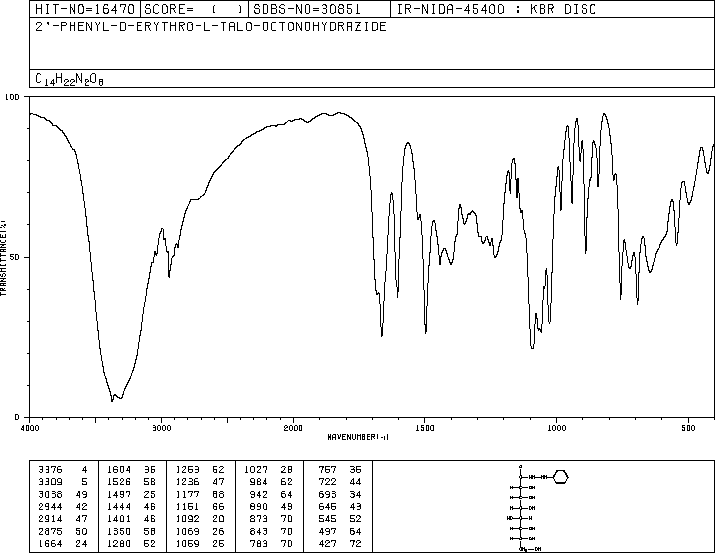 HIT-NO=16470 SCORE= ( ) SDBS-NO=30851 IR-NIDA-45400 : KBR DISC
2'-PHENYL-D-ERYTHRO-L-TALO-OCTONOHYDRAZIDE
C14H22N2O8
100
50
0
TRANSMITTANCE(%)
4000 3000 2000 1500 1000 500
WAVENUMBER(-1)
3376 4 1604 36 1253 52 1027 28 757 35
3309 5 1526 58 1236 47 984 62 722 44
3058 49 1497 25 1177 68 942 64 693 34
2944 42 1444 46 1151 66 890 49 645 43
2914 47 1401 46 1092 20 873 70 545 52
2875 50 1350 58 1069 26 843 70 497 64
1664 24 1280 52 1059 25 783 70 427 72
O
C NH NH
H C OH
H C OH
H C OH
HO C H
H C OH
H C OH
CH2 OH